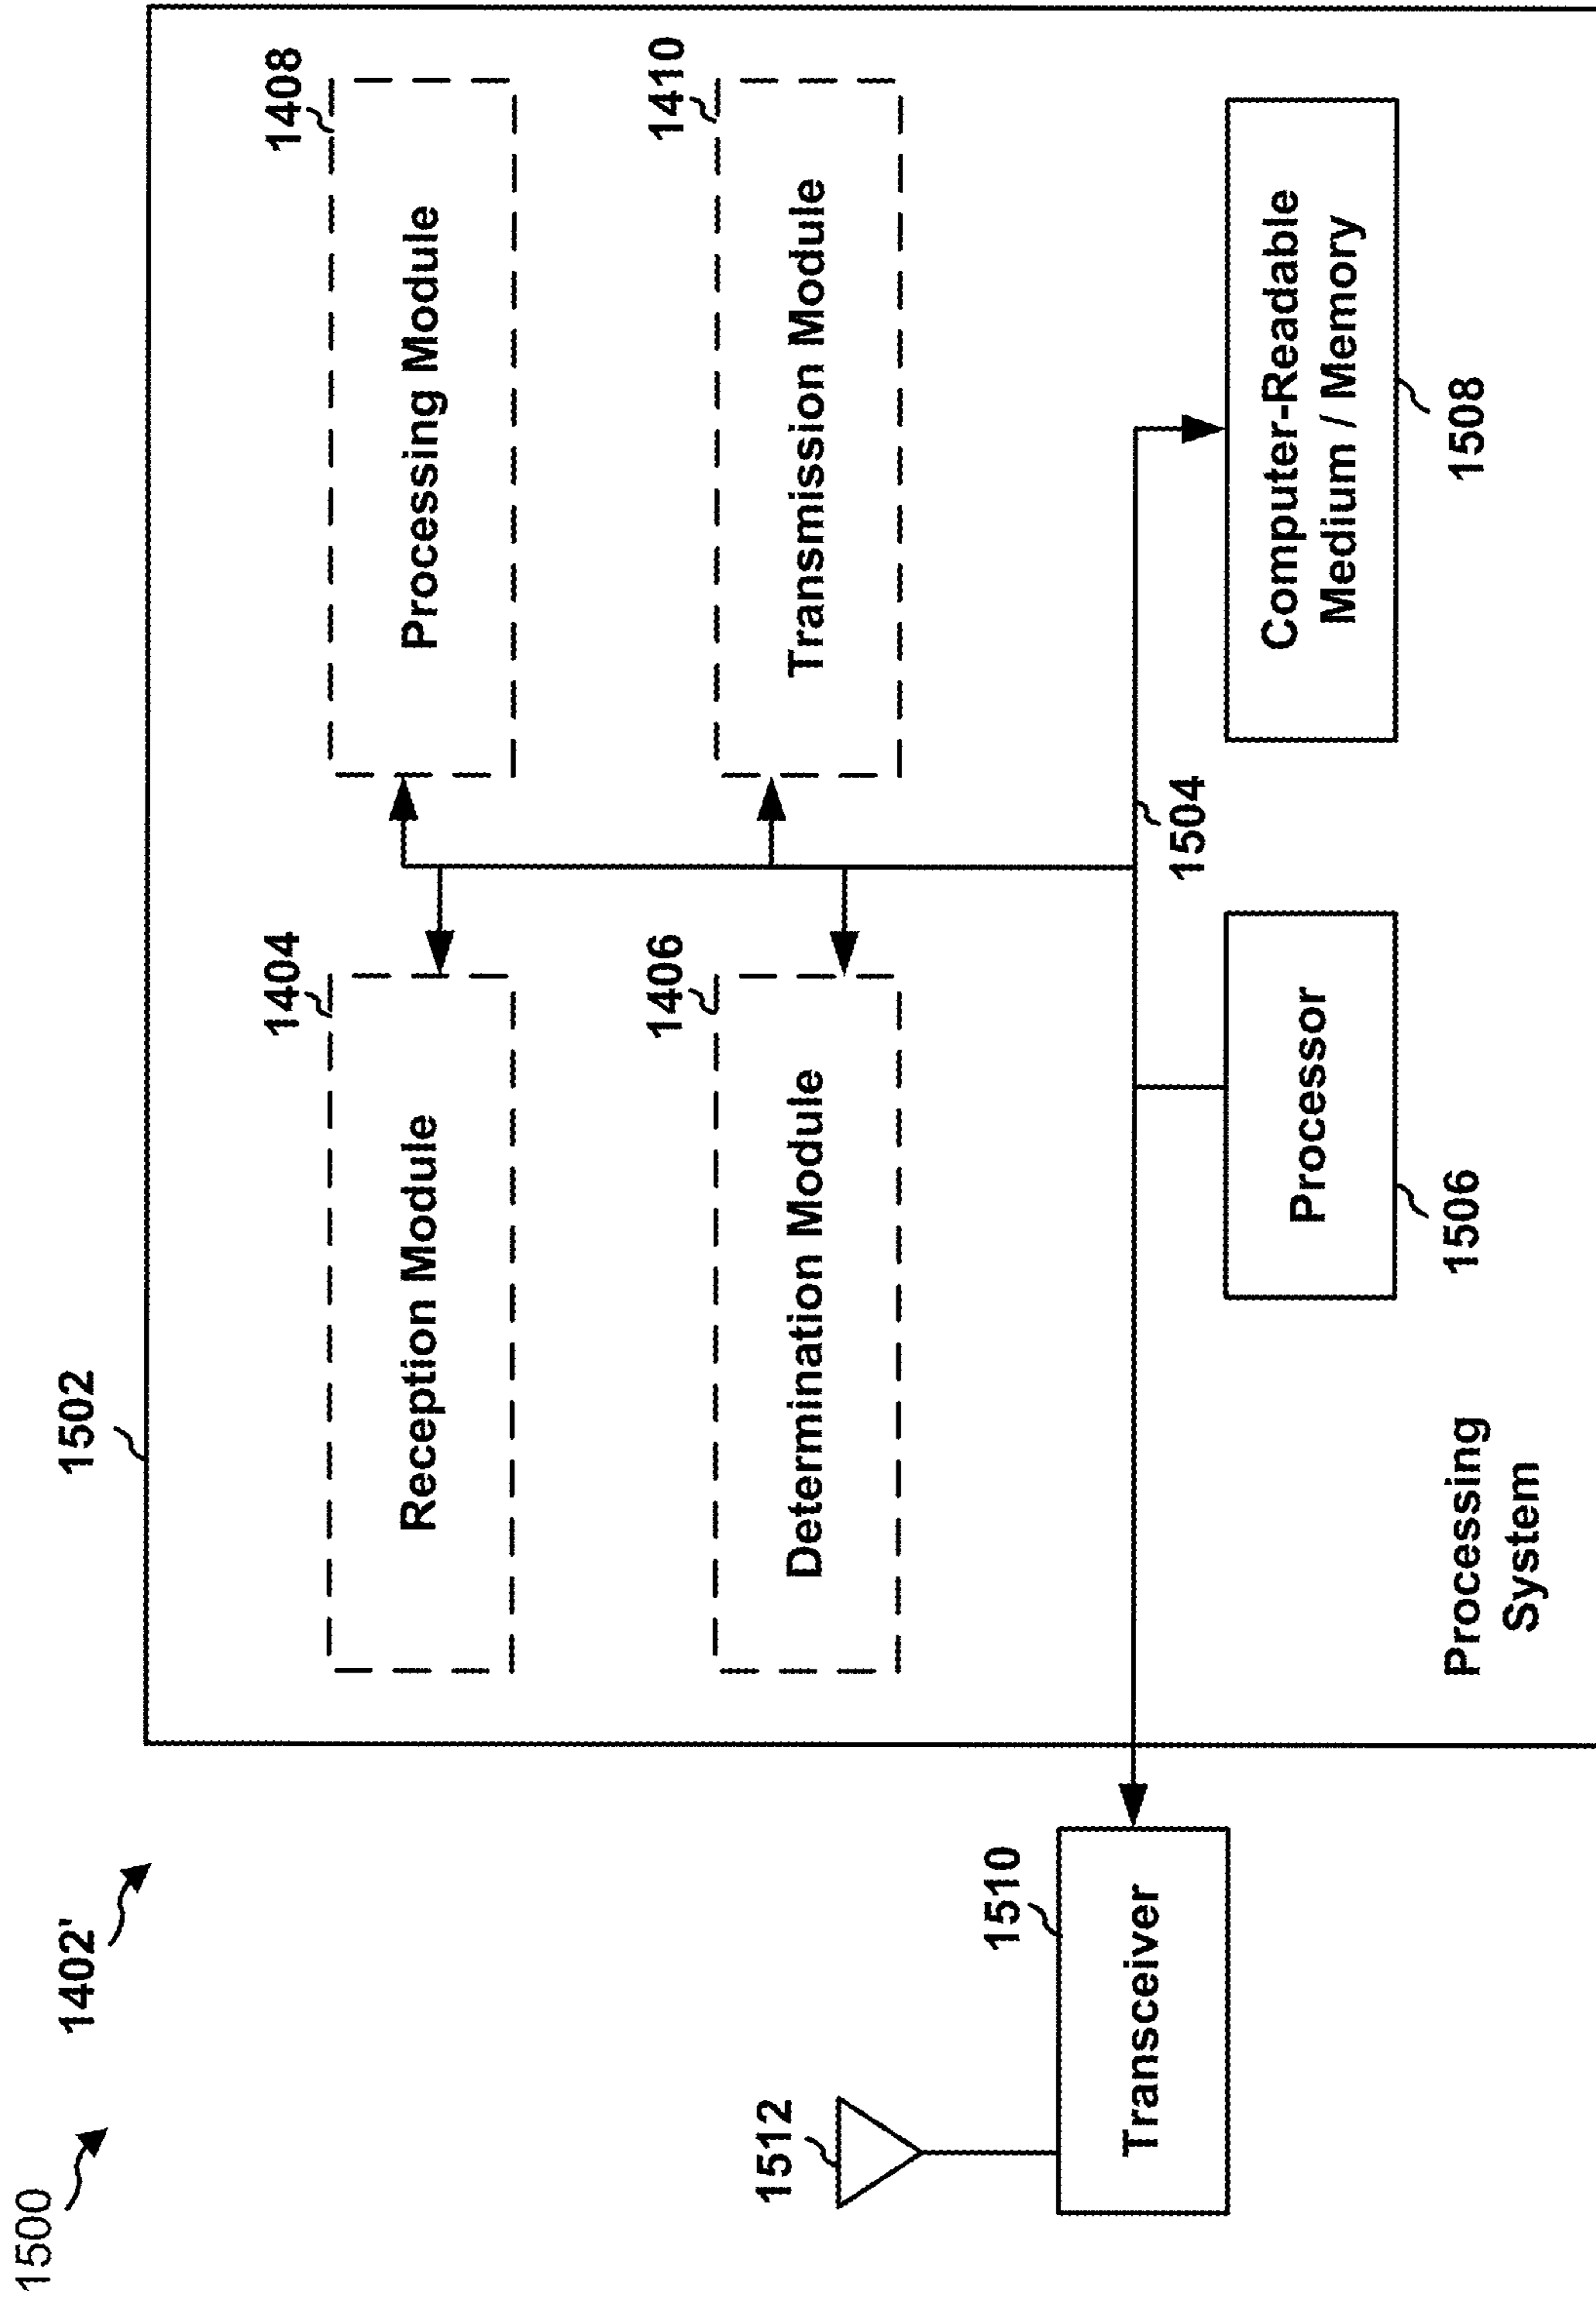 1500
1402'
1502
1404
Reception Module
1408
Processing Module
1406
Determination Module
1410
Transmission Module
1512
1510
Transceiver
1504
Processor
1506
Computer-Readable
Medium / Memory
1508
Processing
System